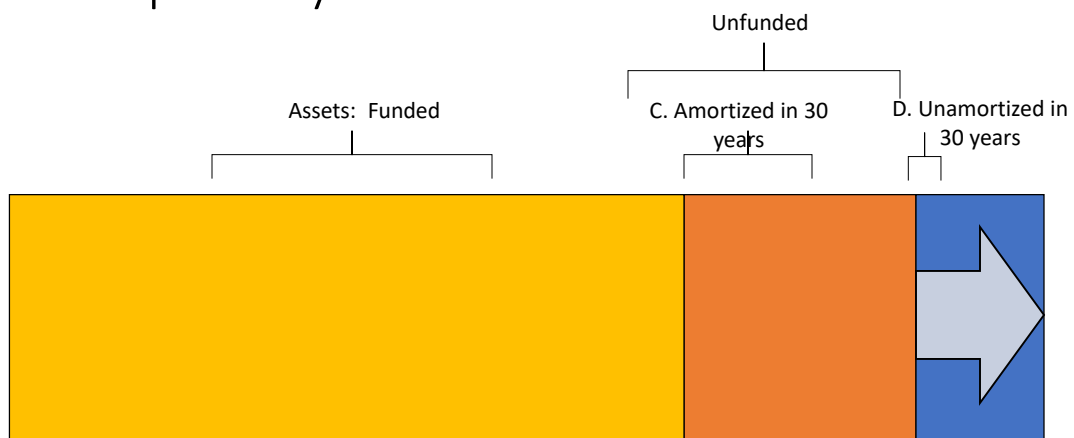 Unfunded
Assets: Funded
C. Amortized in 30
years
D. Unamortized in
30 years